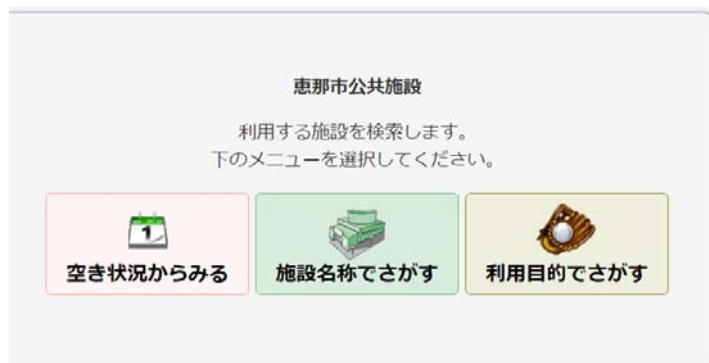 恵那市公共施設
利用する施設を検索します。
下のメニューを選択してください。
1
空き状況からみる
施設名称でさがす
利用目的でさがす